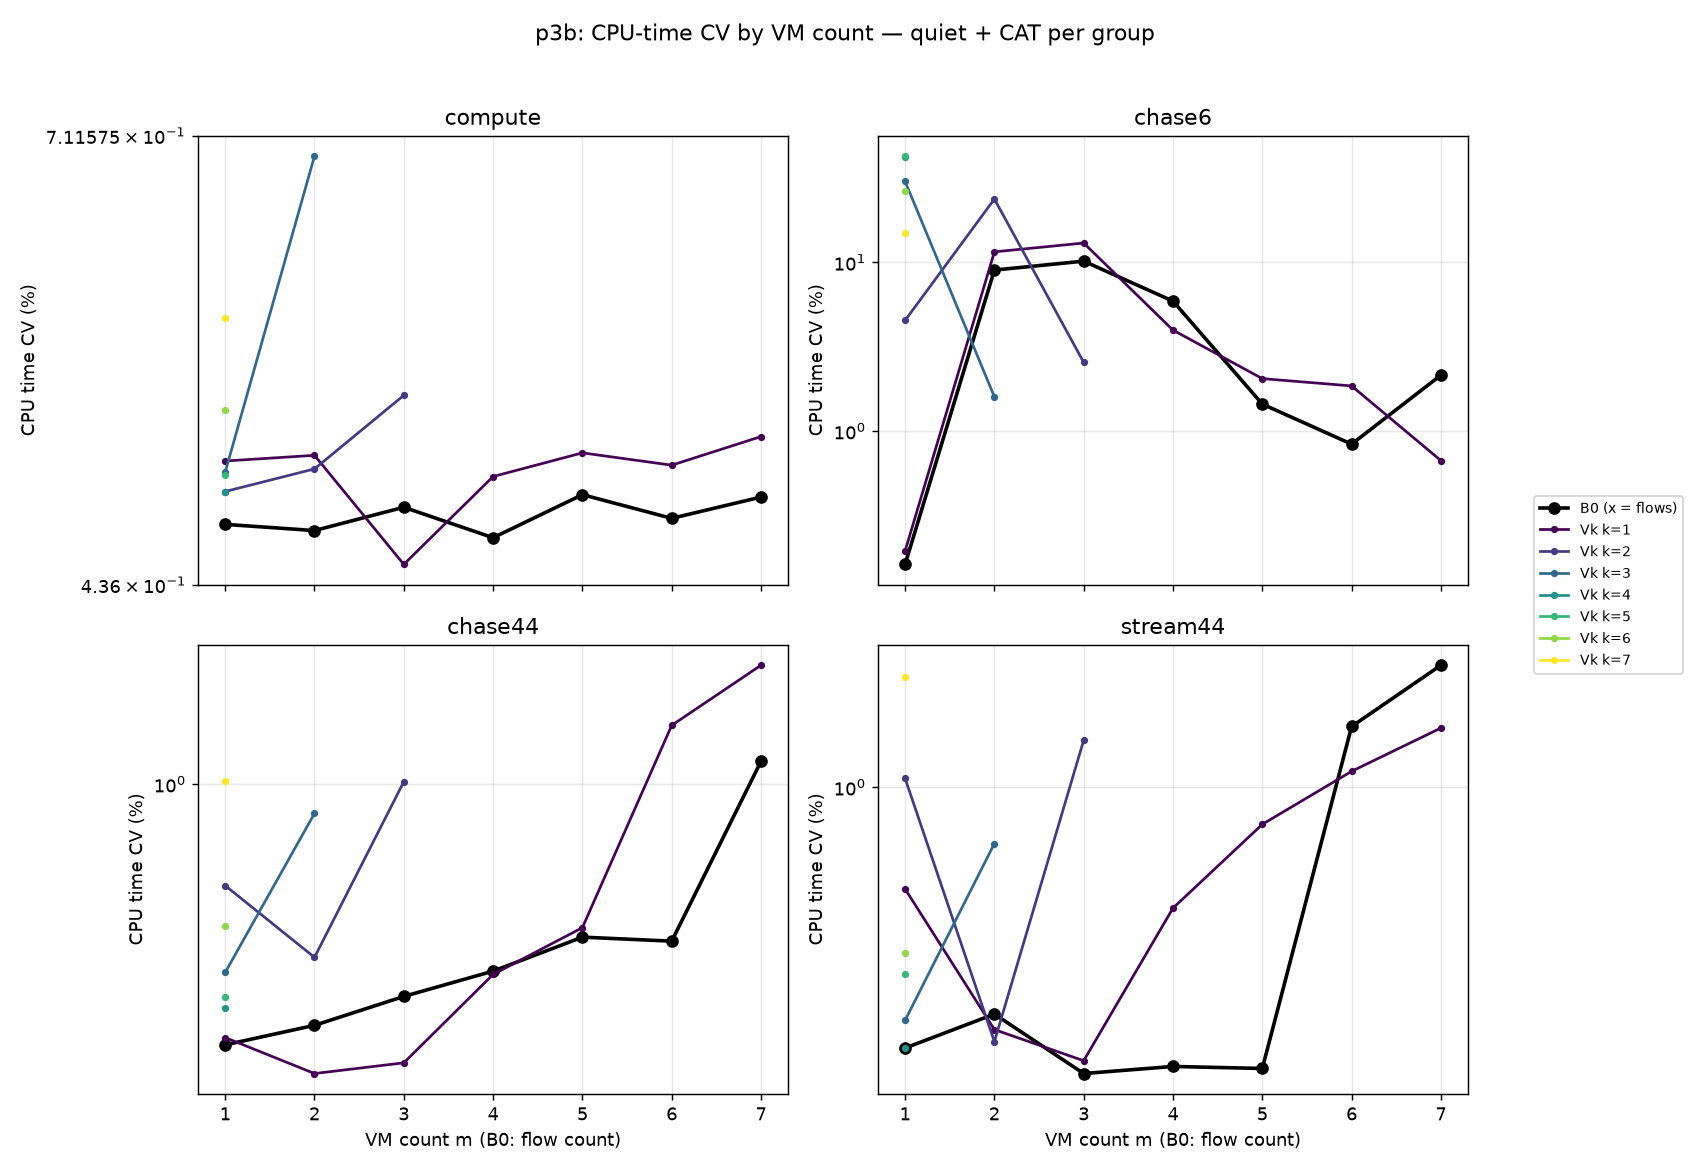 p3b: CPU-time CV by VM count — quiet + CAT per group
compute
7.11575 × 10⁻¹
4.36 × 10⁻¹
CPU time CV (%)
chase6
10¹
10⁰
CPU time CV (%)
chase44
10⁰
CPU time CV (%)
1 2 3 4 5 6 7
VM count m (B0: flow count)
stream44
10⁰
CPU time CV (%)
1 2 3 4 5 6 7
VM count m (B0: flow count)
B0 (x = flows)
Vk k=1
Vk k=2
Vk k=3
Vk k=4
Vk k=5
Vk k=6
Vk k=7